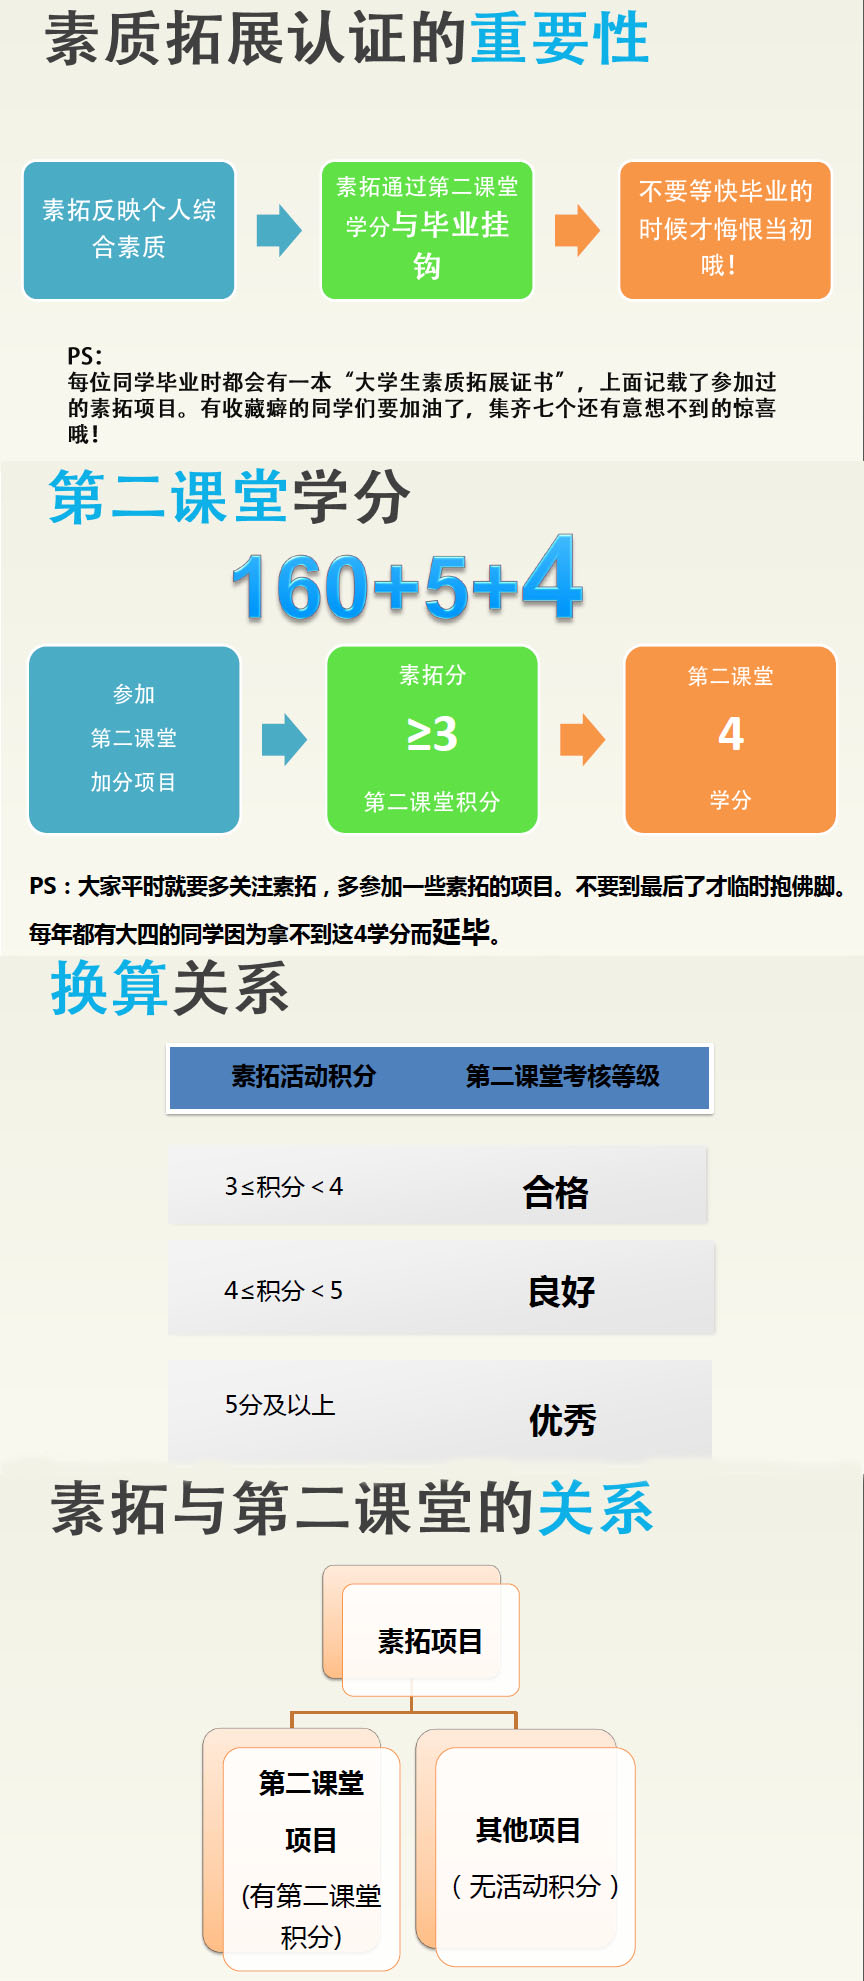 素质拓展认证的重要性
素拓反映个人综
合素质
素拓通过第二课堂
学分与毕业挂
钩
不要等快毕业的
时候才悔恨当初
哦！
PS：
每位同学毕业时都会有一本“大学生素质拓展证书”，上面记载了参加过
的素拓项目。有收藏癖的同学们要加油了，集齐七个还有意想不到的惊喜
哦！
第二课堂学分
160+5+4
参加
第二课堂
加分项目
素拓分
≥3
第二课堂积分
第二课堂
4
学分
PS：大家平时就要多关注素拓，多参加一些素拓的项目。不要到最后了才临时抱佛脚。
每年都有大四的同学因为拿不到这4学分而延毕。
换算关系
素拓活动积分 第二课堂考核等级
3≤积分＜4 合格
4≤积分＜5 良好
5分及以上 优秀
素拓与第二课堂的关系
素拓项目
第二课堂
项目
(有第二课堂
积分)
其他项目
（无活动积分）